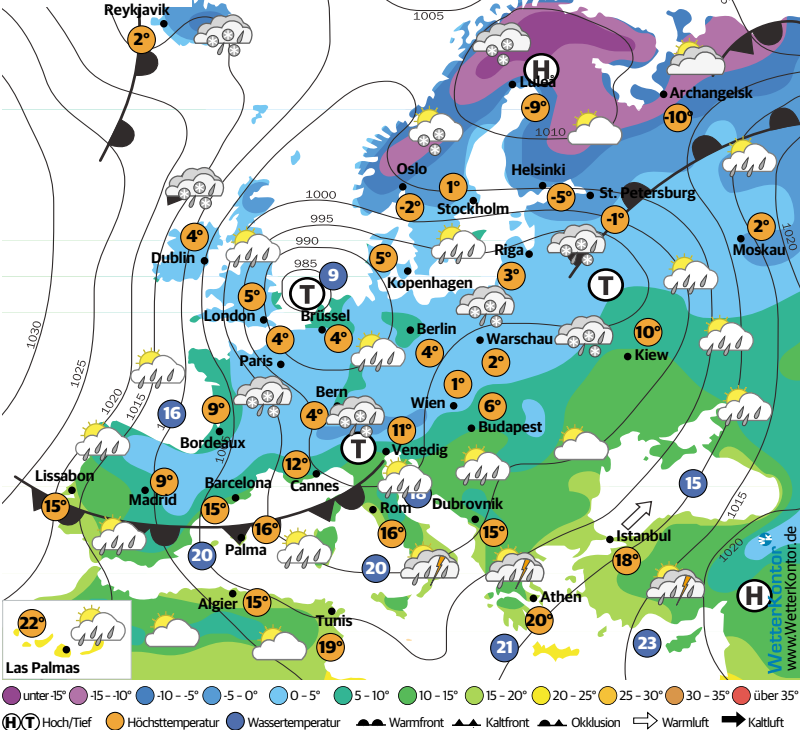 Reykjavik
2°
1005
H
Luleå
-9°
Archangelsk
-10°
1010
Oslo
-2°
1°
Stockholm
Helsinki
-5°
St. Petersburg
-1°
2°
Moskau
1020
1000
995
990
985
4°
Dublin
9
T
5°
Kopenhagen
Riga
3°
T
5°
London
Brüssel
4°
4°
Paris
Berlin
4°
Warschau
2°
10°
Kiew
1030
1025
1020
1015
16
9°
Bordeaux
Bern
4°
T
11°
Venedig
1°
Wien
6°
Budapest
Lissabon
15°
9°
Madrid
Barcelona
15°
12°
Cannes
18
Rom
16°
Dubrovnik
15°
15
1015
16°
Palma
20
20
Istanbul
18°
1020
H
Algier
15°
Tunis
19°
Athen
20°
21
23
22°
Las Palmas
WetterKontor
www.WetterKontor.de
unter -15° -15 - -10° -10 - -5° -5 - 0° 0 - 5° 5 - 10° 10 - 15° 15 - 20° 20 - 25° 25 - 30° 30 - 35° über 35°
H T Hoch/Tief Höchsttemperatur Wassertemperatur Warmfront Kaltfront Okklusion Warmluft Kaltluft